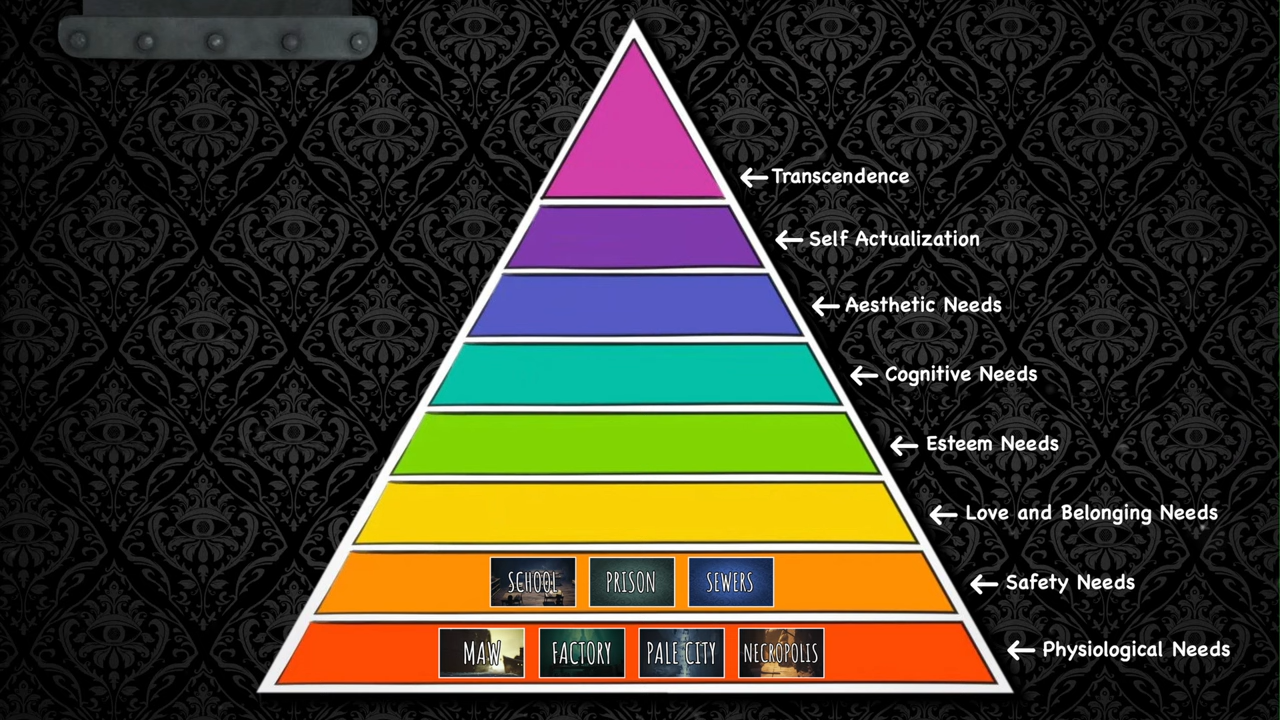 Transcendence
Self Actualization
Aesthetic Needs
Cognitive Needs
Esteem Needs
Love and Belonging Needs
SCHOOL PRISON SEWERS
Safety Needs
MAW FACTORY PALE CITY NECROPOLIS
Physiological Needs